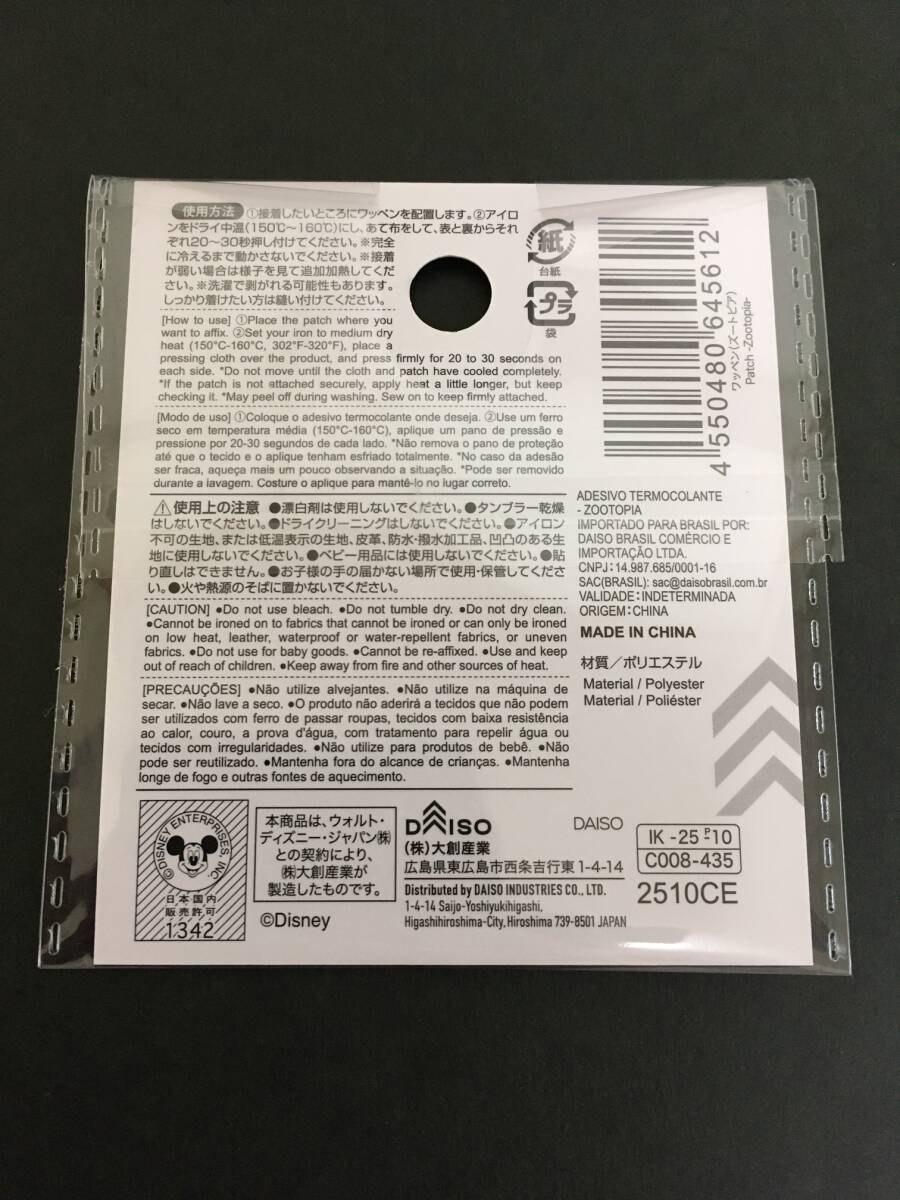 使用方法 ①接着したいところにワッペンを配置します。②アイロ
ンをドライ中温(150℃～160℃)にし、あて布をして、表と裏からそれ
ぞれ20～30秒押し付けてください。※完全
に冷えるまで動かさないでください。※接着
が弱い場合は様子を見て追加加熱してくだ
さい。※洗濯で剥がれる可能性もあります。
しっかり着けたい方は縫い付けてください。
[How to use] ①Place the patch where you
want to affix. ②Set your iron to medium dry
heat (150°C-160°C, 302°F-320°F), place a
pressing cloth over the product, and press firmly for 20 to 30 seconds on
each side. *Do not move until the cloth and patch have cooled completely.
*If the patch is not attached securely, apply heat a little longer, but keep
checking it. *May peel off during washing. Sew on to keep firmly attached.
[Modo de uso] ①Coloque o adesivo termocolante onde deseja. ②Use um ferro
seco em temperatura média (150°C-160°C), aplique um pano de pressão e
pressione por 20-30 segundos de cada lado. *Não remova o pano de proteção
até que o tecido e o aplique tenham esfriado totalmente. *No caso da adesão
ser fraca, aqueça mais um pouco observando a situação. *Pode ser removido
durante a lavagem. Costure o aplique para mantê-lo no lugar correto.
⚠使用上の注意 ●漂白剤は使用しないでください。●タンブラー乾燥
はしないでください。●ドライクリーニングはしないでください。●アイロン
不可の生地、または低温表示の生地、皮革、防水・撥水加工品、凹凸のある生
地に使用しないでください。●ベビー用品には使用しないでください。●貼
り直しはできません。●お子様の手の届かない場所で使用・保管してくださ
い。●火や熱源のそばに置かないでください。
[CAUTION] ●Do not use bleach. ●Do not tumble dry. ●Do not dry clean.
●Cannot be ironed on to fabrics that cannot be ironed or can only be ironed
on low heat, leather, waterproof or water-repellent fabrics, or uneven
fabrics. ●Do not use for baby goods. ●Cannot be re-affixed. ●Use and keep
out of reach of children. ●Keep away from fire and other sources of heat.
[PRECAUÇÕES] ●Não utilize alvejantes. ●Não utilize na máquina de
secar. ●Não lave a seco. ●O produto não aderirá a tecidos que não podem
ser utilizados com ferro de passar roupas, tecidos com baixa resistência
ao calor, couro, a prova d'água, com tratamento para repelir água ou
tecidos com irregularidades. ●Não utilize para produtos de bebê. ●Não
pode ser reutilizado. ●Mantenha fora do alcance de crianças. ●Mantenha
longe de fogo e outras fontes de aquecimento.
紙
台紙
プラ
袋
4 550480 645612
ワッペン(ズートピア)
Patch -Zootopia-
ADESIVO TERMOCOLANTE
- ZOOTOPIA
IMPORTADO PARA BRASIL POR:
DAISO BRASIL COMÉRCIO E
IMPORTAÇÃO LTDA.
CNPJ: 14.987.685/0001-16
SAC(BRASIL): sac@daisobrasil.com.br
VALIDADE: INDETERMINADA
ORIGEM: CHINA
MADE IN CHINA
材質/ポリエステル
Material / Polyester
Material / Poliéster
©DISNEY ENTERPRISES, INC.
日本国内
販売許可
1342
本商品は、ウォルト・
ディズニー・ジャパン㈱
との契約により、
㈱大創産業が
製造したものです。
©Disney
DAISO
(株)大創産業
広島県東広島市西条吉行東 1-4-14
Distributed by DAISO INDUSTRIES CO., LTD.
1-4-14 Saijo-Yoshiyukihigashi,
Higashihiroshima-City, Hiroshima 739-8501 JAPAN
DAISO
IK -25 P-10
C008-435
2510CE